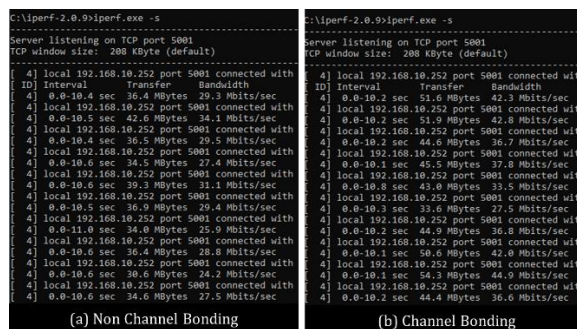 C:\iperf-2.0.9>iperf.exe -s
------------------------------------------------------------
Server listening on TCP port 5001
TCP window size:  208 KByte (default)
------------------------------------------------------------
[  4] local 192.168.10.252 port 5001 connected with
[ ID] Interval       Transfer     Bandwidth
[  4]  0.0-10.4 sec  36.4 MBytes  29.3 Mbits/sec
[  4] local 192.168.10.252 port 5001 connected with
[  4]  0.0-10.5 sec  42.6 MBytes  34.1 Mbits/sec
[  4] local 192.168.10.252 port 5001 connected with
[  4]  0.0-10.4 sec  36.5 MBytes  29.5 Mbits/sec
[  4] local 192.168.10.252 port 5001 connected with
[  4]  0.0-10.6 sec  34.5 MBytes  27.4 Mbits/sec
[  4] local 192.168.10.252 port 5001 connected with
[  4]  0.0-10.6 sec  39.3 MBytes  31.1 Mbits/sec
[  4] local 192.168.10.252 port 5001 connected with
[  4]  0.0-10.5 sec  36.9 MBytes  29.4 Mbits/sec
[  4] local 192.168.10.252 port 5001 connected with
[  4]  0.0-11.0 sec  34.0 MBytes  25.9 Mbits/sec
[  4] local 192.168.10.252 port 5001 connected with
[  4]  0.0-10.6 sec  36.4 MBytes  28.8 Mbits/sec
[  4] local 192.168.10.252 port 5001 connected with
[  4]  0.0-10.6 sec  30.6 MBytes  24.2 Mbits/sec
[  4] local 192.168.10.252 port 5001 connected with
[  4]  0.0-10.6 sec  34.6 MBytes  27.5 Mbits/sec
(a) Non Channel Bonding
C:\iperf-2.0.9>iperf.exe -s
------------------------------------------------------------
Server listening on TCP port 5001
TCP window size:  208 KByte (default)
------------------------------------------------------------
[  4] local 192.168.10.252 port 5001 connected wit
[ ID] Interval       Transfer     Bandwidth
[  4]  0.0-10.2 sec  51.6 MBytes  42.3 Mbits/sec
[  4] local 192.168.10.252 port 5001 connected wit
[  4]  0.0-10.2 sec  51.9 MBytes  42.8 Mbits/sec
[  4] local 192.168.10.252 port 5001 connected wit
[  4]  0.0-10.2 sec  44.6 MBytes  36.7 Mbits/sec
[  4] local 192.168.10.252 port 5001 connected wit
[  4]  0.0-10.1 sec  45.5 MBytes  37.8 Mbits/sec
[  4] local 192.168.10.252 port 5001 connected wit
[  4]  0.0-10.8 sec  43.0 MBytes  33.5 Mbits/sec
[  4] local 192.168.10.252 port 5001 connected wit
[  4]  0.0-10.3 sec  33.6 MBytes  27.5 Mbits/sec
[  4] local 192.168.10.252 port 5001 connected wit
[  4]  0.0-10.2 sec  44.9 MBytes  36.8 Mbits/sec
[  4] local 192.168.10.252 port 5001 connected wit
[  4]  0.0-10.1 sec  50.6 MBytes  42.0 Mbits/sec
[  4] local 192.168.10.252 port 5001 connected wit
[  4]  0.0-10.1 sec  54.3 MBytes  44.9 Mbits/sec
[  4] local 192.168.10.252 port 5001 connected wit
[  4]  0.0-10.2 sec  44.4 MBytes  36.6 Mbits/sec
(b) Channel Bonding